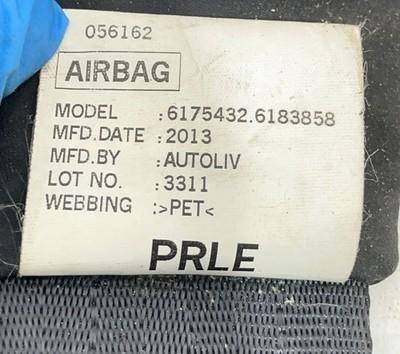 056162
AIRBAG
MODEL :6175432.6183858
MFD.DATE :2013
MFD.BY :AUTOLIV
LOT NO. :3311
WEBBING :>PET<
PRLE